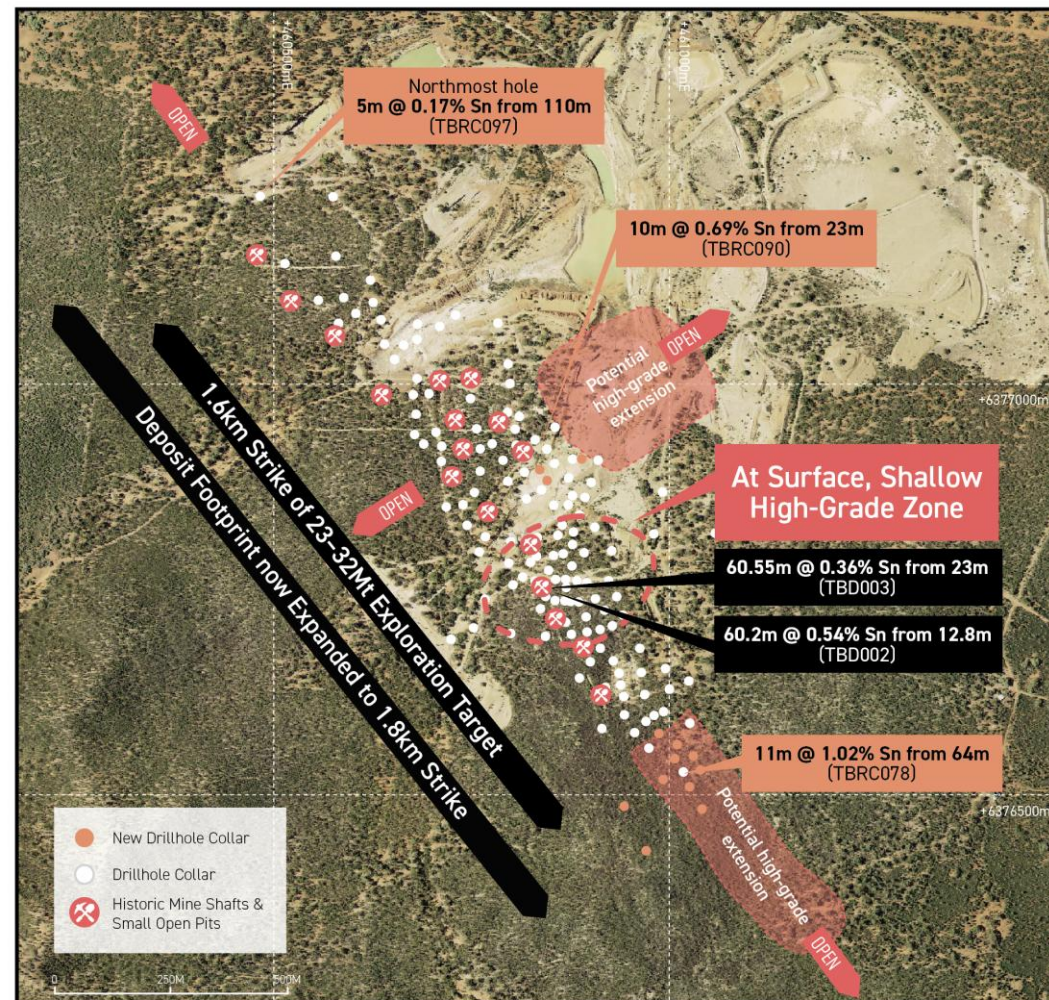 +660500mE
+661000mE
OPEN
Northmost hole
5m @ 0.17% Sn from 110m
(TBRC097)
10m @ 0.69% Sn from 23m
(TBRC090)
OPEN
Potential
high-grade
extension
+6377000m
At Surface, Shallow
High-Grade Zone
OPEN
1.6km Strike of 23-32Mt Exploration Target
Deposit Footprint now Expanded to 1.8km Strike
60.55m @ 0.36% Sn from 23m
(TBD003)
60.2m @ 0.54% Sn from 12.8m
(TBD002)
11m @ 1.02% Sn from 64m
(TBRC078)
+6376500m
Potential high-grade
extension
OPEN
New Drillhole Collar
Drillhole Collar
Historic Mine Shafts &
Small Open Pits
0 250M 500M